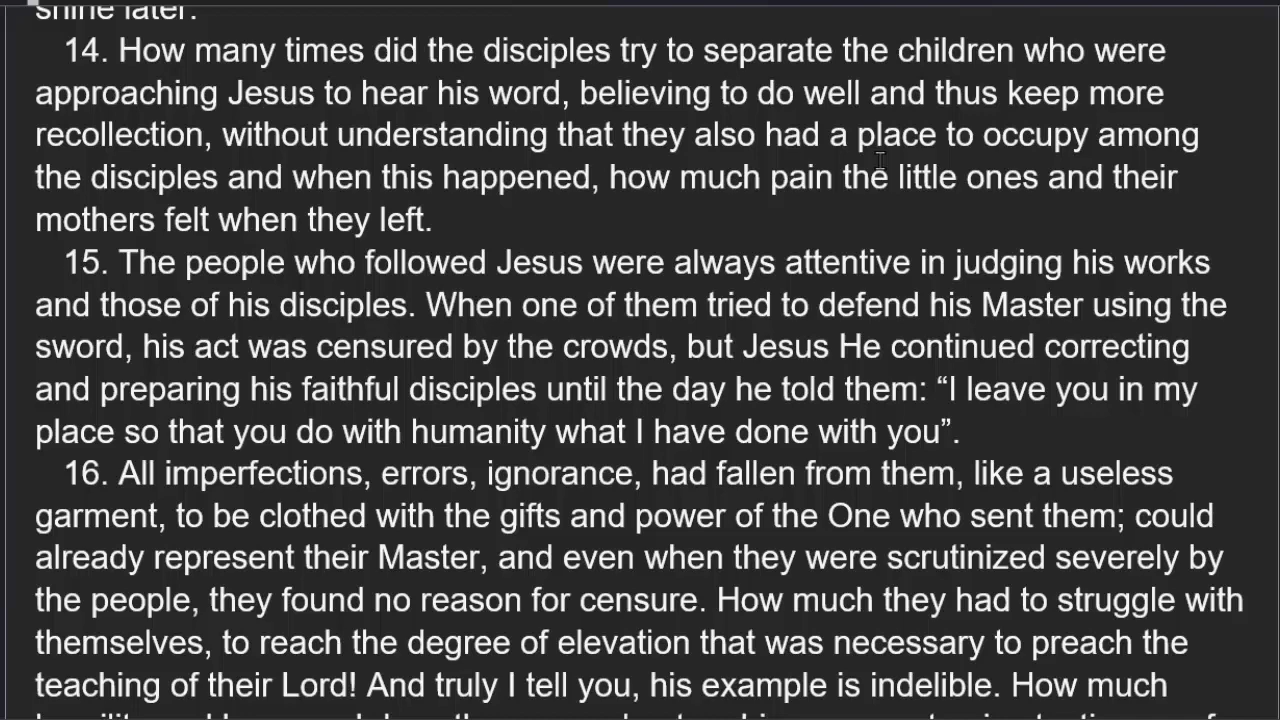 shine later.
14. How many times did the disciples try to separate the children who were
approaching Jesus to hear his word, believing to do well and thus keep more
recollection, without understanding that they also had a place to occupy among
the disciples and when this happened, how much pain the little ones and their
mothers felt when they left.
15. The people who followed Jesus were always attentive in judging his works
and those of his disciples. When one of them tried to defend his Master using the
sword, his act was censured by the crowds, but Jesus He continued correcting
and preparing his faithful disciples until the day he told them: “I leave you in my
place so that you do with humanity what I have done with you”.
16. All imperfections, errors, ignorance, had fallen from them, like a useless
garment, to be clothed with the gifts and power of the One who sent them; could
already represent their Master, and even when they were scrutinized severely by
the people, they found no reason for censure. How much they had to struggle with
themselves, to reach the degree of elevation that was necessary to preach the
teaching of their Lord! And truly I tell you, his example is indelible. How much